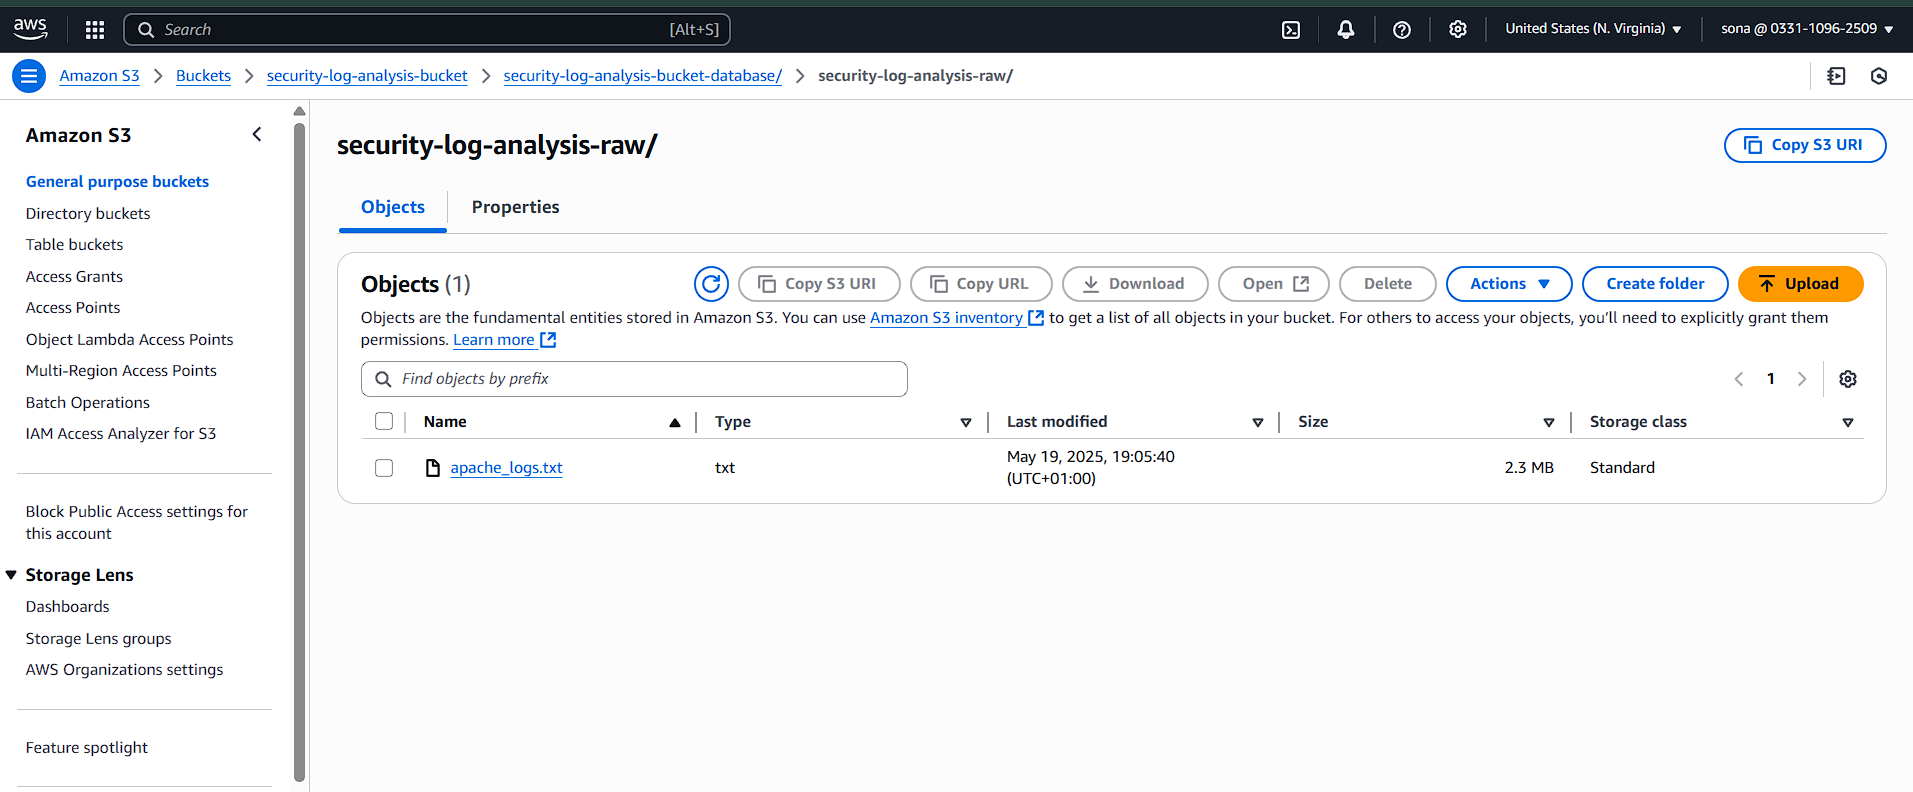 aws
Search [Alt+S]
United States (N. Virginia)
sona @ 0331-1096-2509
Amazon S3 Buckets security-log-analysis-bucket security-log-analysis-bucket-database/ security-log-analysis-raw/
Amazon S3
General purpose buckets
Directory buckets
Table buckets
Access Grants
Access Points
Object Lambda Access Points
Multi-Region Access Points
Batch Operations
IAM Access Analyzer for S3
Block Public Access settings for
this account
Storage Lens
Dashboards
Storage Lens groups
AWS Organizations settings
Feature spotlight
security-log-analysis-raw/
Copy S3 URI
Objects Properties
Objects (1)
Copy S3 URI Copy URL Download Open Delete Actions Create folder Upload
Objects are the fundamental entities stored in Amazon S3. You can use Amazon S3 inventory to get a list of all objects in your bucket. For others to access your objects, you’ll need to explicitly grant them
permissions. Learn more
Find objects by prefix
1
Name Type Last modified Size Storage class
apache_logs.txt txt May 19, 2025, 19:05:40 2.3 MB Standard
(UTC+01:00)